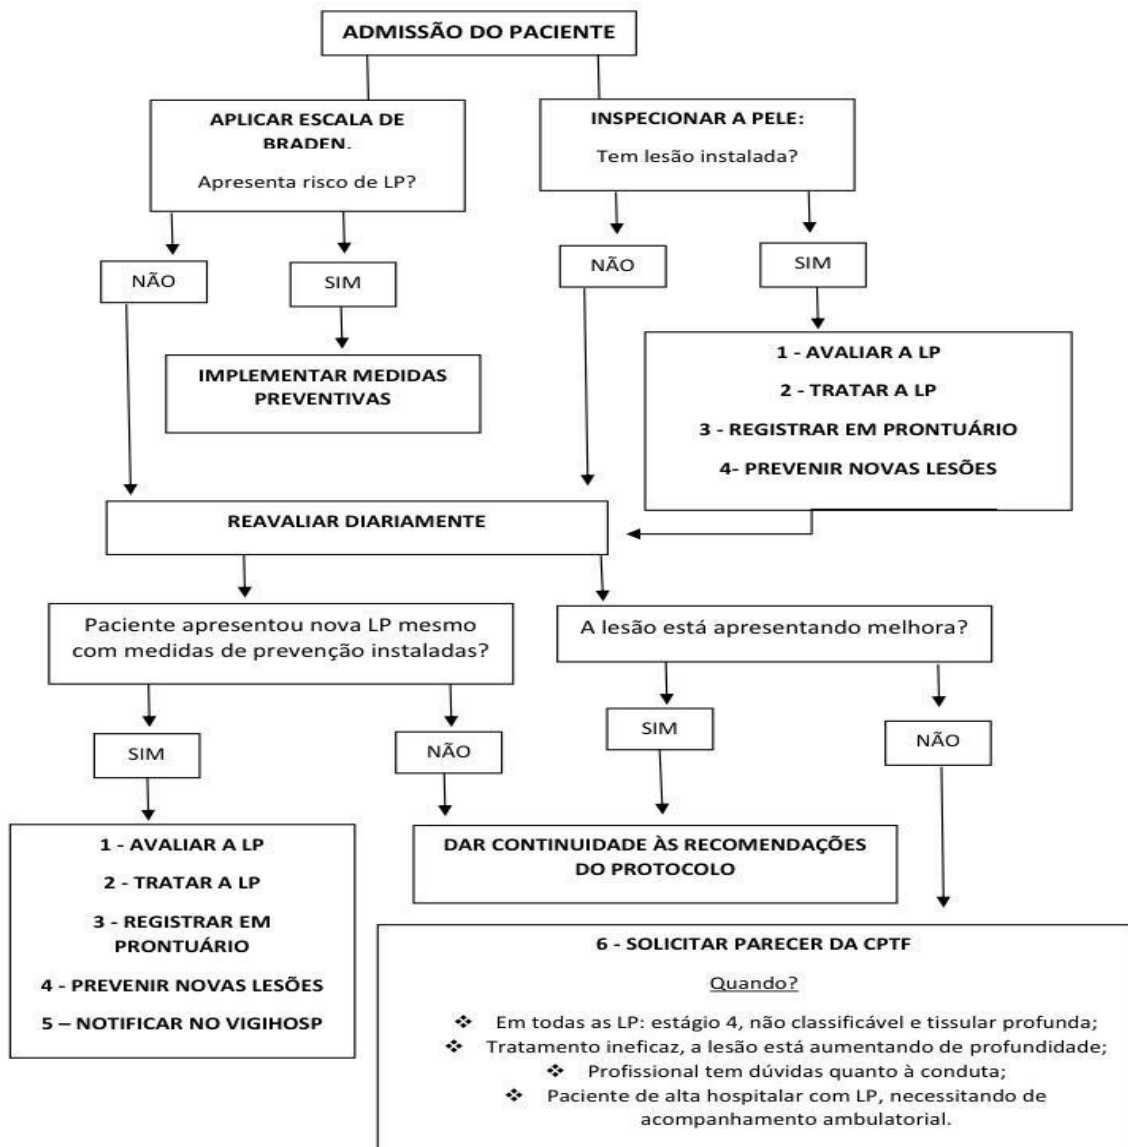 ADMISSÃO DO PACIENTE
APLICAR ESCALA DE
BRADEN.
Apresenta risco de LP?
INSPECIONAR A PELE:
Tem lesão instalada?
NÃO
SIM
NÃO
SIM
IMPLEMENTAR MEDIDAS
PREVENTIVAS
1 - AVALIAR A LP
2 - TRATAR A LP
3 - REGISTRAR EM PRONTUÁRIO
4- PREVENIR NOVAS LESÕES
REAVALIAR DIARIAMENTE
Paciente apresentou nova LP mesmo
com medidas de prevenção instaladas?
A lesão está apresentando melhora?
SIM
NÃO
SIM
NÃO
1 - AVALIAR A LP
2 - TRATAR A LP
3 - REGISTRAR EM
PRONTUÁRIO
4 - PREVENIR NOVAS LESÕES
5 – NOTIFICAR NO VIGIHOSP
DAR CONTINUIDADE ÀS RECOMENDAÇÕES
DO PROTOCOLO
6 - SOLICITAR PARECER DA CPTF
Quando?
❖ Em todas as LP: estágio 4, não classificável e tissular profunda;
❖ Tratamento ineficaz, a lesão está aumentando de profundidade;
❖ Profissional tem dúvidas quanto à conduta;
❖ Paciente de alta hospitalar com LP, necessitando de
acompanhamento ambulatorial.